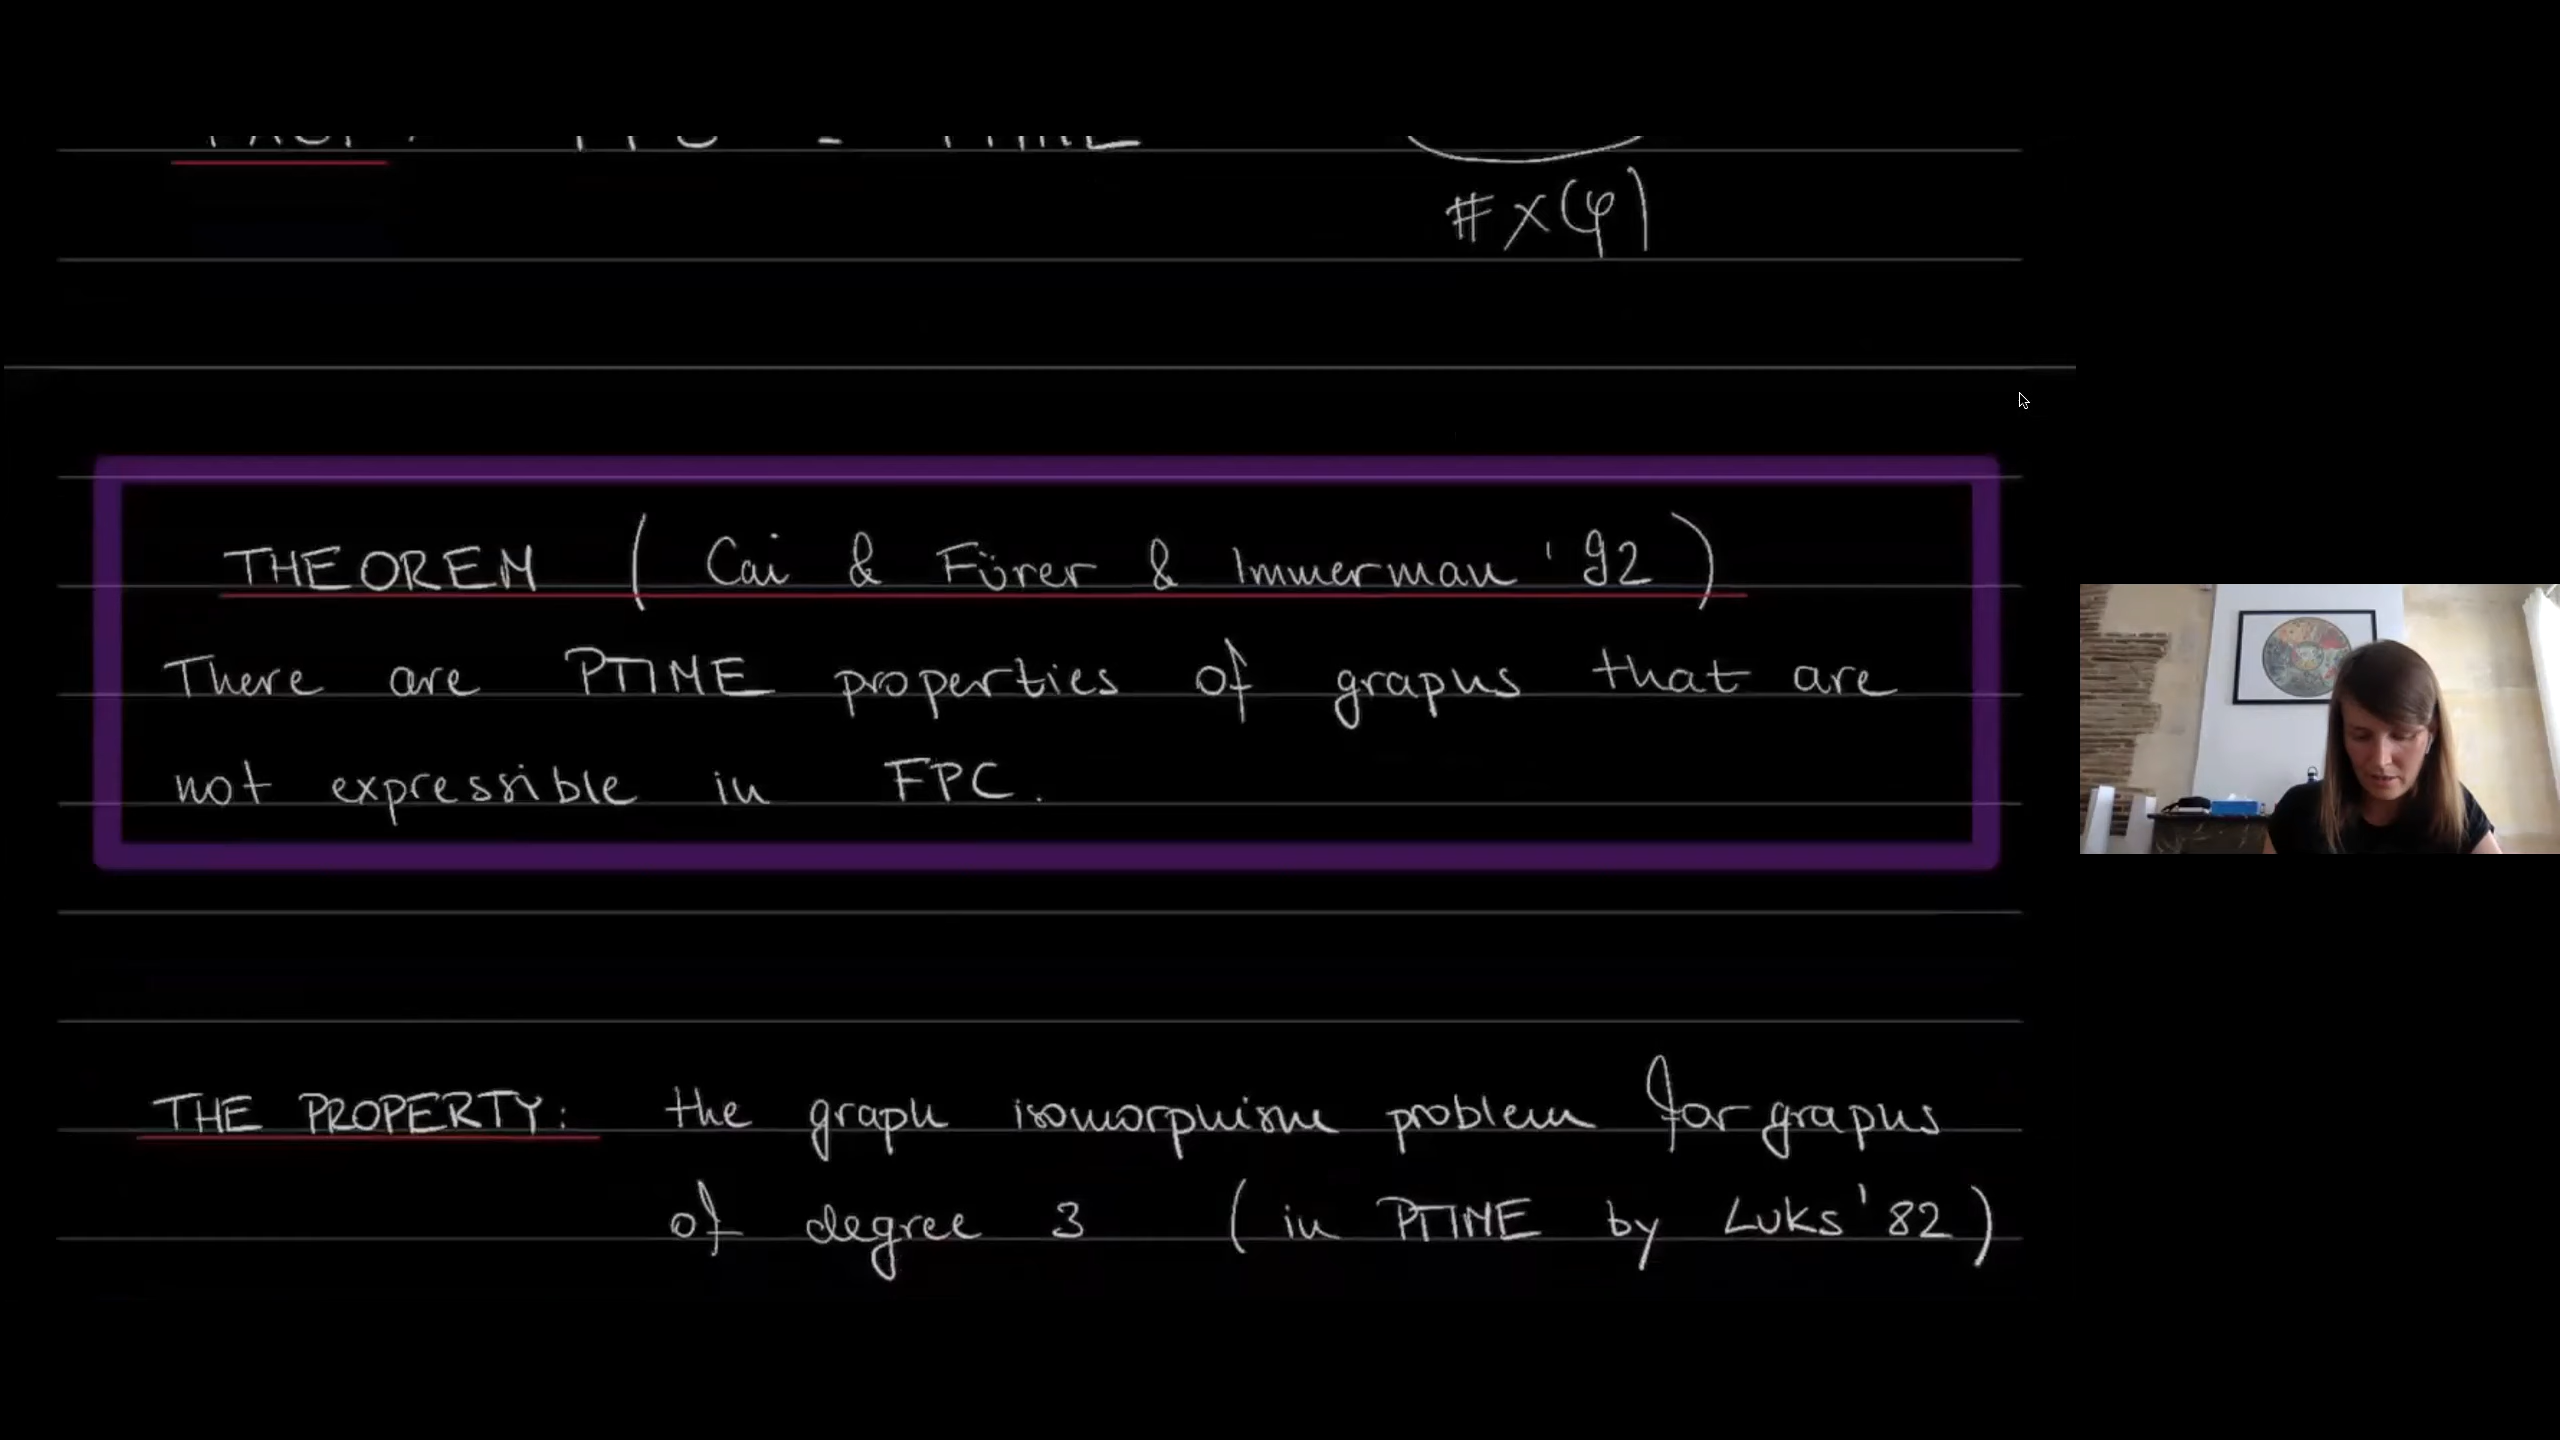 # x(φ)
THEOREM ( Cai & Fürer & Immerman '92 )
There are PTIME properties of graphs that are
not expressible in FPC.
THE PROPERTY: the graph isomorphism problem for graphs
of degree 3 ( in PTIME by Luks '82 )